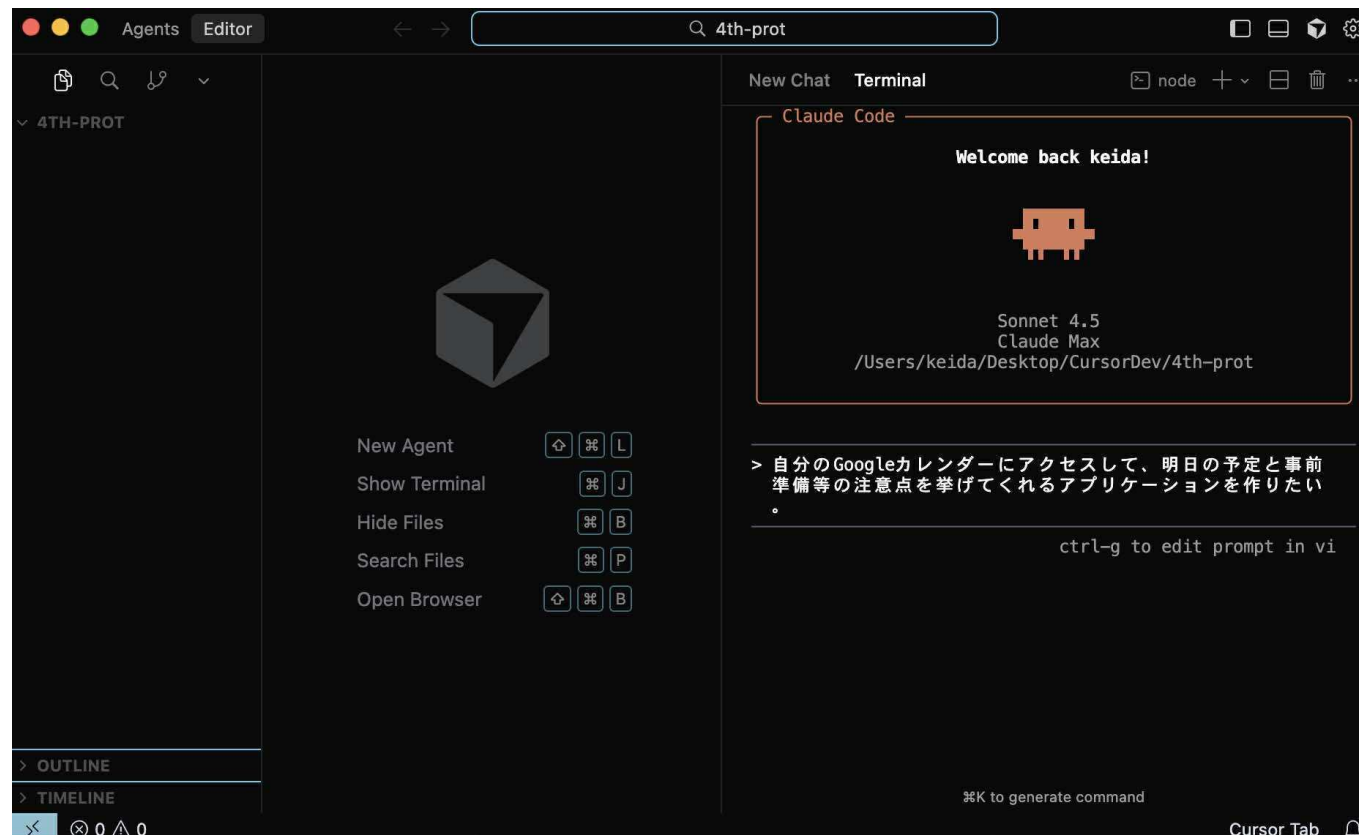 Agents Editor
4th-prot
4TH-PROT
New Agent ⇧ ⌘ L
Show Terminal ⌘ J
Hide Files ⌘ B
Search Files ⌘ P
Open Browser ⇧ ⌘ B
New Chat Terminal
node
Claude Code
Welcome back keida!
Sonnet 4.5
Claude Max
/Users/keida/Desktop/CursorDev/4th-prot
> 自分のGoogleカレンダーにアクセスして、明日の予定と事前
準備等の注意点を挙げてくれるアプリケーションを作りたい
。
ctrl-g to edit prompt in vi
⌘K to generate command
OUTLINE
TIMELINE
0 0
Cursor Tab